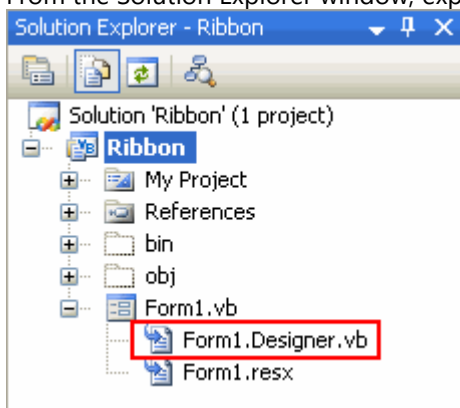 From the Solution Explorer window, exp
Solution Explorer - Ribbon
Solution 'Ribbon' (1 project)
Ribbon
My Project
References
bin
obj
Form1.vb
Form1.Designer.vb
Form1.resx